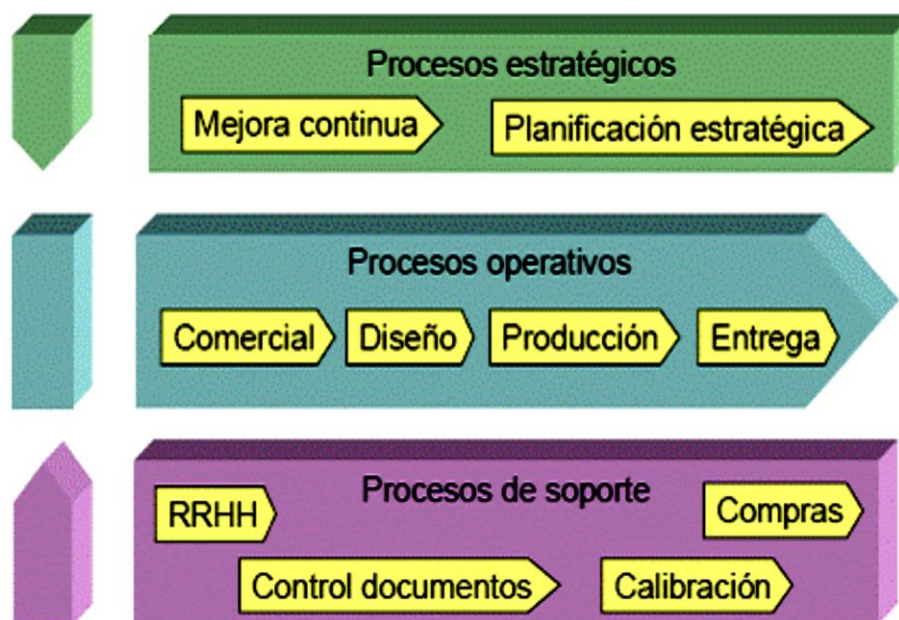 Procesos estratégicos
Mejora continua
Planificación estratégica
Procesos operativos
Comercial
Diseño
Producción
Entrega
Procesos de soporte
RRHH
Compras
Control documentos
Calibración